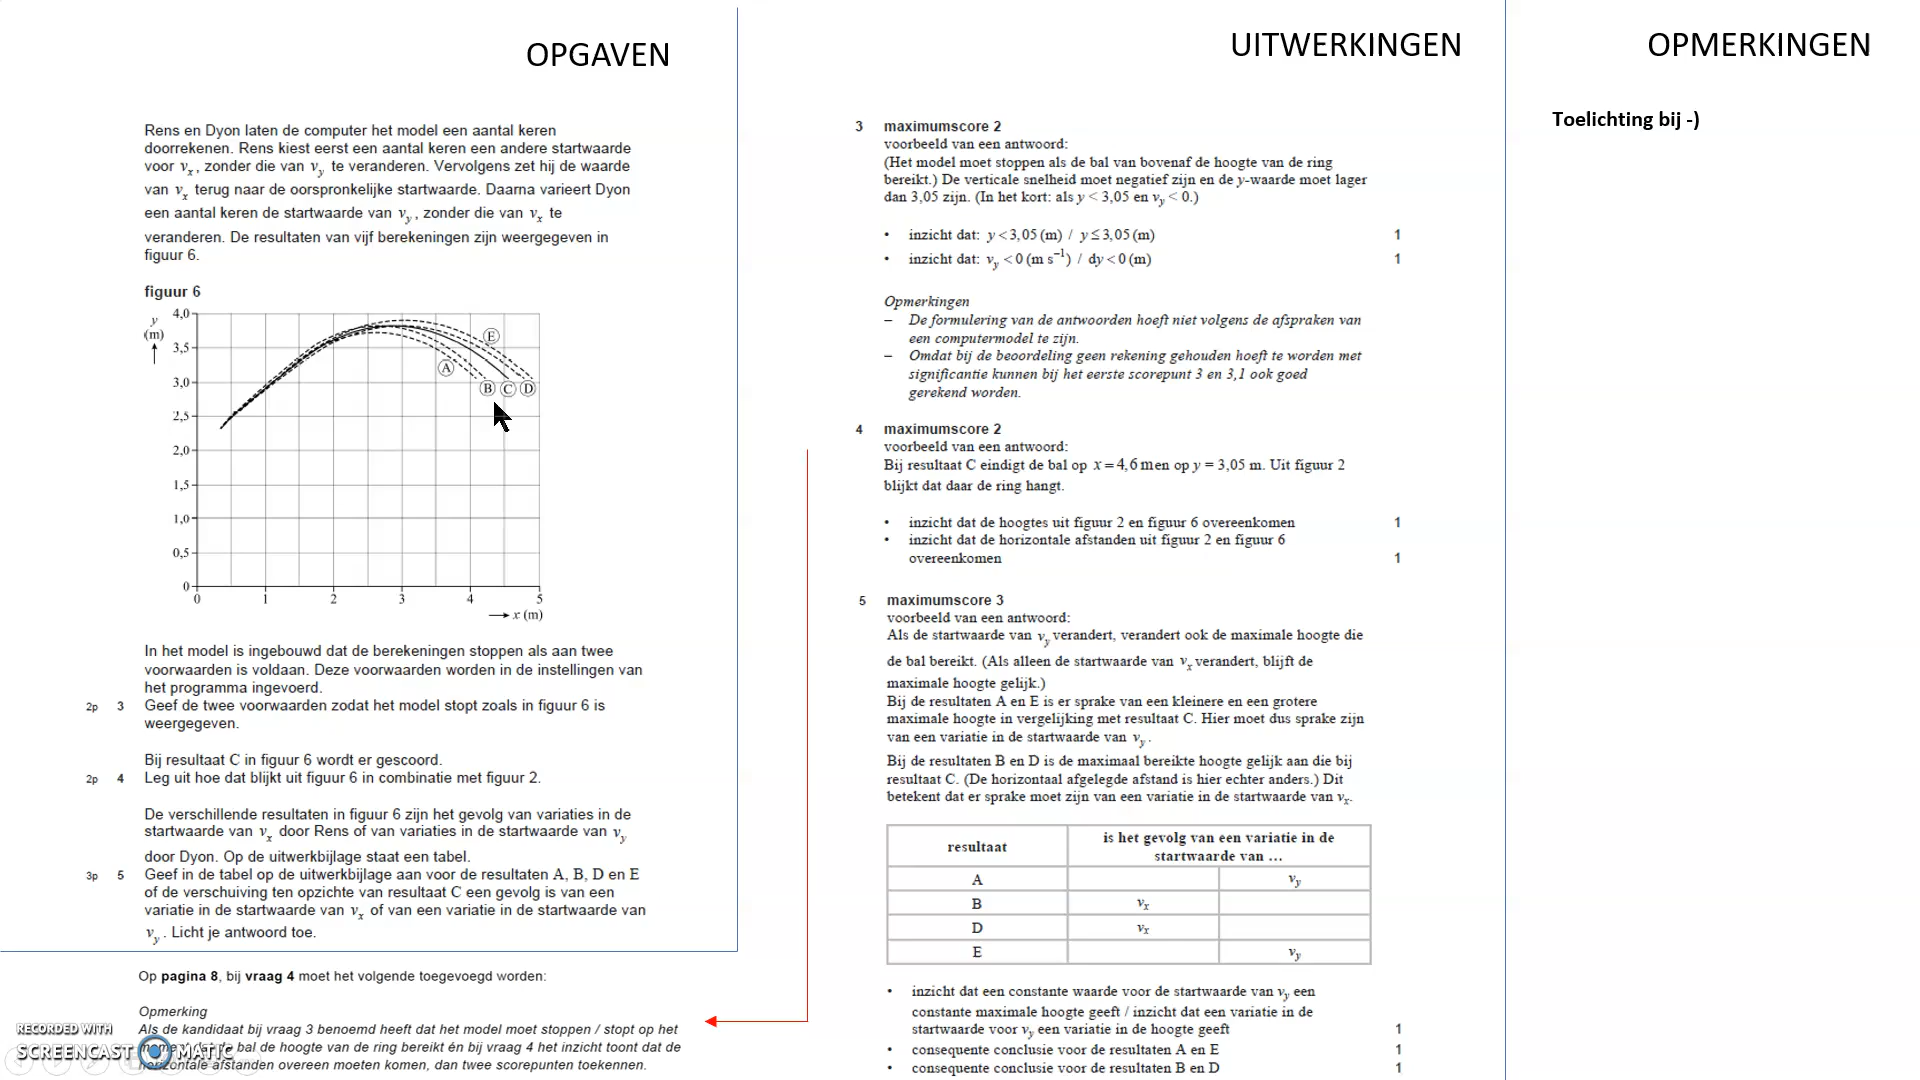 OPGAVEN
Rens en Dyon laten de computer het model een aantal keren
doorrekenen. Rens kiest eerst een aantal keren een andere startwaarde
voor vx, zonder die van vy te veranderen. Vervolgens zet hij de waarde
van vx terug naar de oorspronkelijke startwaarde. Daarna varieert Dyon
een aantal keren de startwaarde van vy, zonder die van vx te
veranderen. De resultaten van vijf berekeningen zijn weergegeven in
figuur 6.
figuur 6
y
(m)
4,0
3,5
3,0
2,5
2,0
1,5
1,0
0,5
0
E
A
B C D
0 1 2 3 4 5
x (m)
In het model is ingebouwd dat de berekeningen stoppen als aan twee
voorwaarden is voldaan. Deze voorwaarden worden in de instellingen van
het programma ingevoerd.
2p 3 Geef de twee voorwaarden zodat het model stopt zoals in figuur 6 is
weergegeven.
Bij resultaat C in figuur 6 wordt er gescoord.
2p 4 Leg uit hoe dat blijkt uit figuur 6 in combinatie met figuur 2.
De verschillende resultaten in figuur 6 zijn het gevolg van variaties in de
startwaarde van vx door Rens of van variaties in de startwaarde van vy
door Dyon. Op de uitwerkbijlage staat een tabel.
3p 5 Geef in de tabel op de uitwerkbijlage aan voor de resultaten A, B, D en E
of de verschuiving ten opzichte van resultaat C een gevolg is van een
variatie in de startwaarde van vx of van een variatie in de startwaarde van
vy. Licht je antwoord toe.
Op pagina 8, bij vraag 4 moet het volgende toegevoegd worden:
Opmerking
Als de kandidaat bij vraag 3 benoemd heeft dat het model moet stoppen / stopt op het
bal de hoogte van de ring bereikt én bij vraag 4 het inzicht toont dat de
horizontale afstanden overeen moeten komen, dan twee scorepunten toekennen.
RECORDED WITH
SCREENCAST MATIC
UITWERKINGEN
3 maximumscore 2
voorbeeld van een antwoord:
(Het model moet stoppen als de bal van bovenaf de hoogte van de ring
bereikt.) De verticale snelheid moet negatief zijn en de y-waarde moet lager
dan 3,05 zijn. (In het kort: als y < 3,05 en vy < 0.)
• inzicht dat: y < 3,05 (m) / y ≤ 3,05 (m) 1
• inzicht dat: vy < 0 (m s⁻¹) / dy < 0 (m) 1
Opmerkingen
– De formulering van de antwoorden hoeft niet volgens de afspraken van
een computermodel te zijn.
– Omdat bij de beoordeling geen rekening gehouden hoeft te worden met
significantie kunnen bij het eerste scorepunt 3 en 3,1 ook goed
gerekend worden.
4 maximumscore 2
voorbeeld van een antwoord:
Bij resultaat C eindigt de bal op x = 4,6 m en op y = 3,05 m. Uit figuur 2
blijkt dat daar de ring hangt.
• inzicht dat de hoogtes uit figuur 2 en figuur 6 overeenkomen 1
• inzicht dat de horizontale afstanden uit figuur 2 en figuur 6
overeenkomen 1
5 maximumscore 3
voorbeeld van een antwoord:
Als de startwaarde van vy verandert, verandert ook de maximale hoogte die
de bal bereikt. (Als alleen de startwaarde van vx verandert, blijft de
maximale hoogte gelijk.)
Bij de resultaten A en E is er sprake van een kleinere en een grotere
maximale hoogte in vergelijking met resultaat C. Hier moet dus sprake zijn
van een variatie in de startwaarde van vy.
Bij de resultaten B en D is de maximaal bereikte hoogte gelijk aan die bij
resultaat C. (De horizontaal afgelegde afstand is hier echter anders.) Dit
betekent dat er sprake moet zijn van een variatie in de startwaarde van vx.
resultaat is het gevolg van een variatie in de
startwaarde van …
A vy
B vx
D vx
E vy
• inzicht dat een constante waarde voor de startwaarde van vy een
constante maximale hoogte geeft / inzicht dat een variatie in de
startwaarde voor vy een variatie in de hoogte geeft 1
• consequente conclusie voor de resultaten A en E 1
• consequente conclusie voor de resultaten B en D 1
OPMERKINGEN
Toelichting bij -)